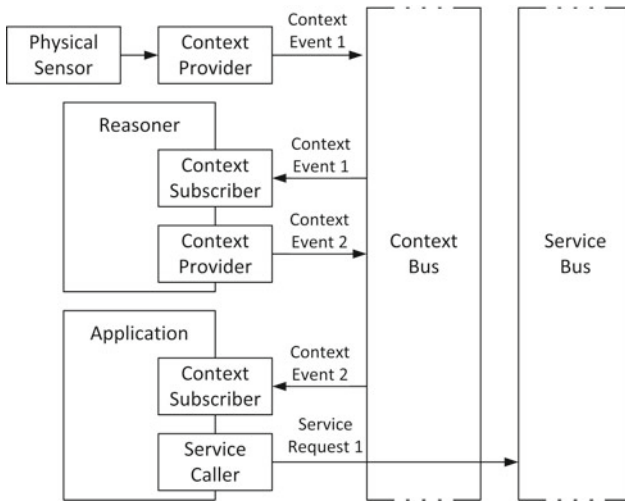 Physical
Sensor
Context
Provider
Context
Event 1
Reasoner
Context
Subscriber
Context
Event 1
Context
Provider
Context
Event 2
Context
Bus
Service
Bus
Application
Context
Subscriber
Context
Event 2
Service
Caller
Service
Request 1